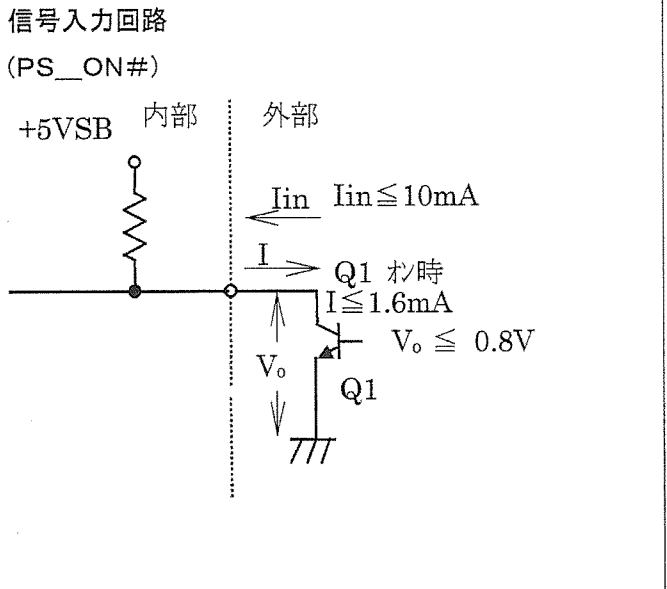 信号入力回路
(PS__ON#)
+5VSB 内部 外部
Iin Iin≦10mA
I
Q1 ｵﾝ時
I≦1.6mA
Vo Vo ≦ 0.8V
Q1